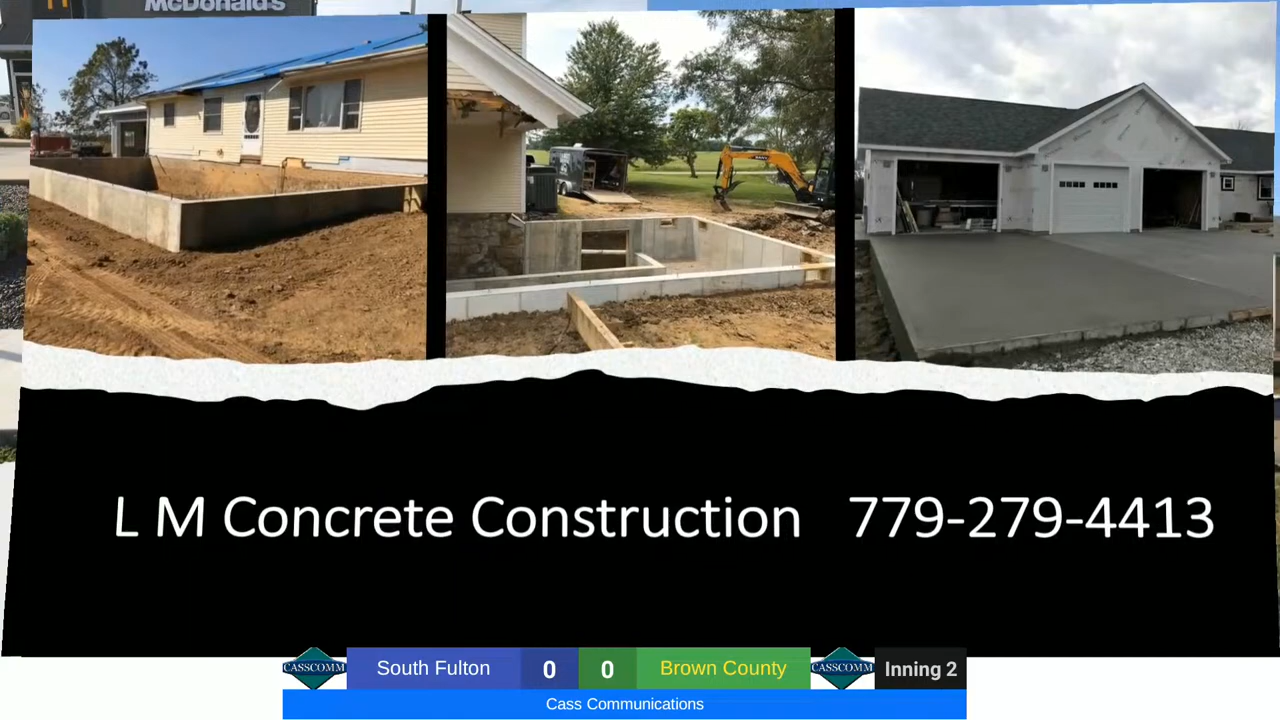 McDonald's
L M Concrete Construction 779-279-4413
CASSCOMM South Fulton 0 0 Brown County CASSCOMM Inning 2
Cass Communications